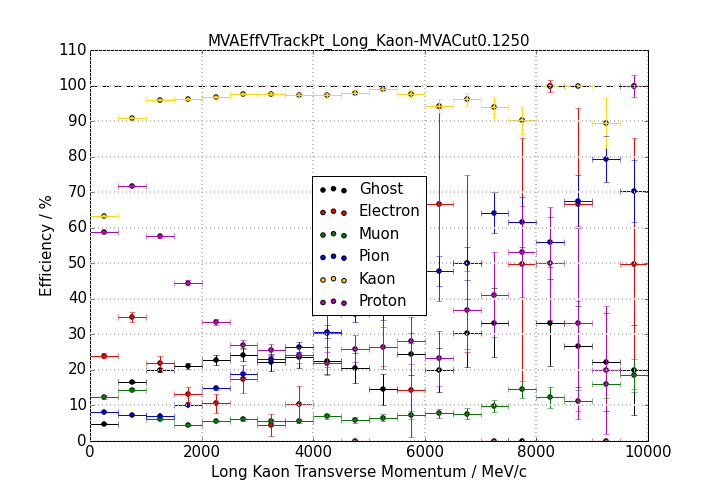 MVAEffVTrackPt_Long_Kaon-MVACut0.1250
110
100
90
80
70
60
50
40
30
20
10
0
Efficiency / %
Ghost
Electron
Muon
Pion
Kaon
Proton
0 2000 4000 6000 8000 10000
Long Kaon Transverse Momentum / MeV/c